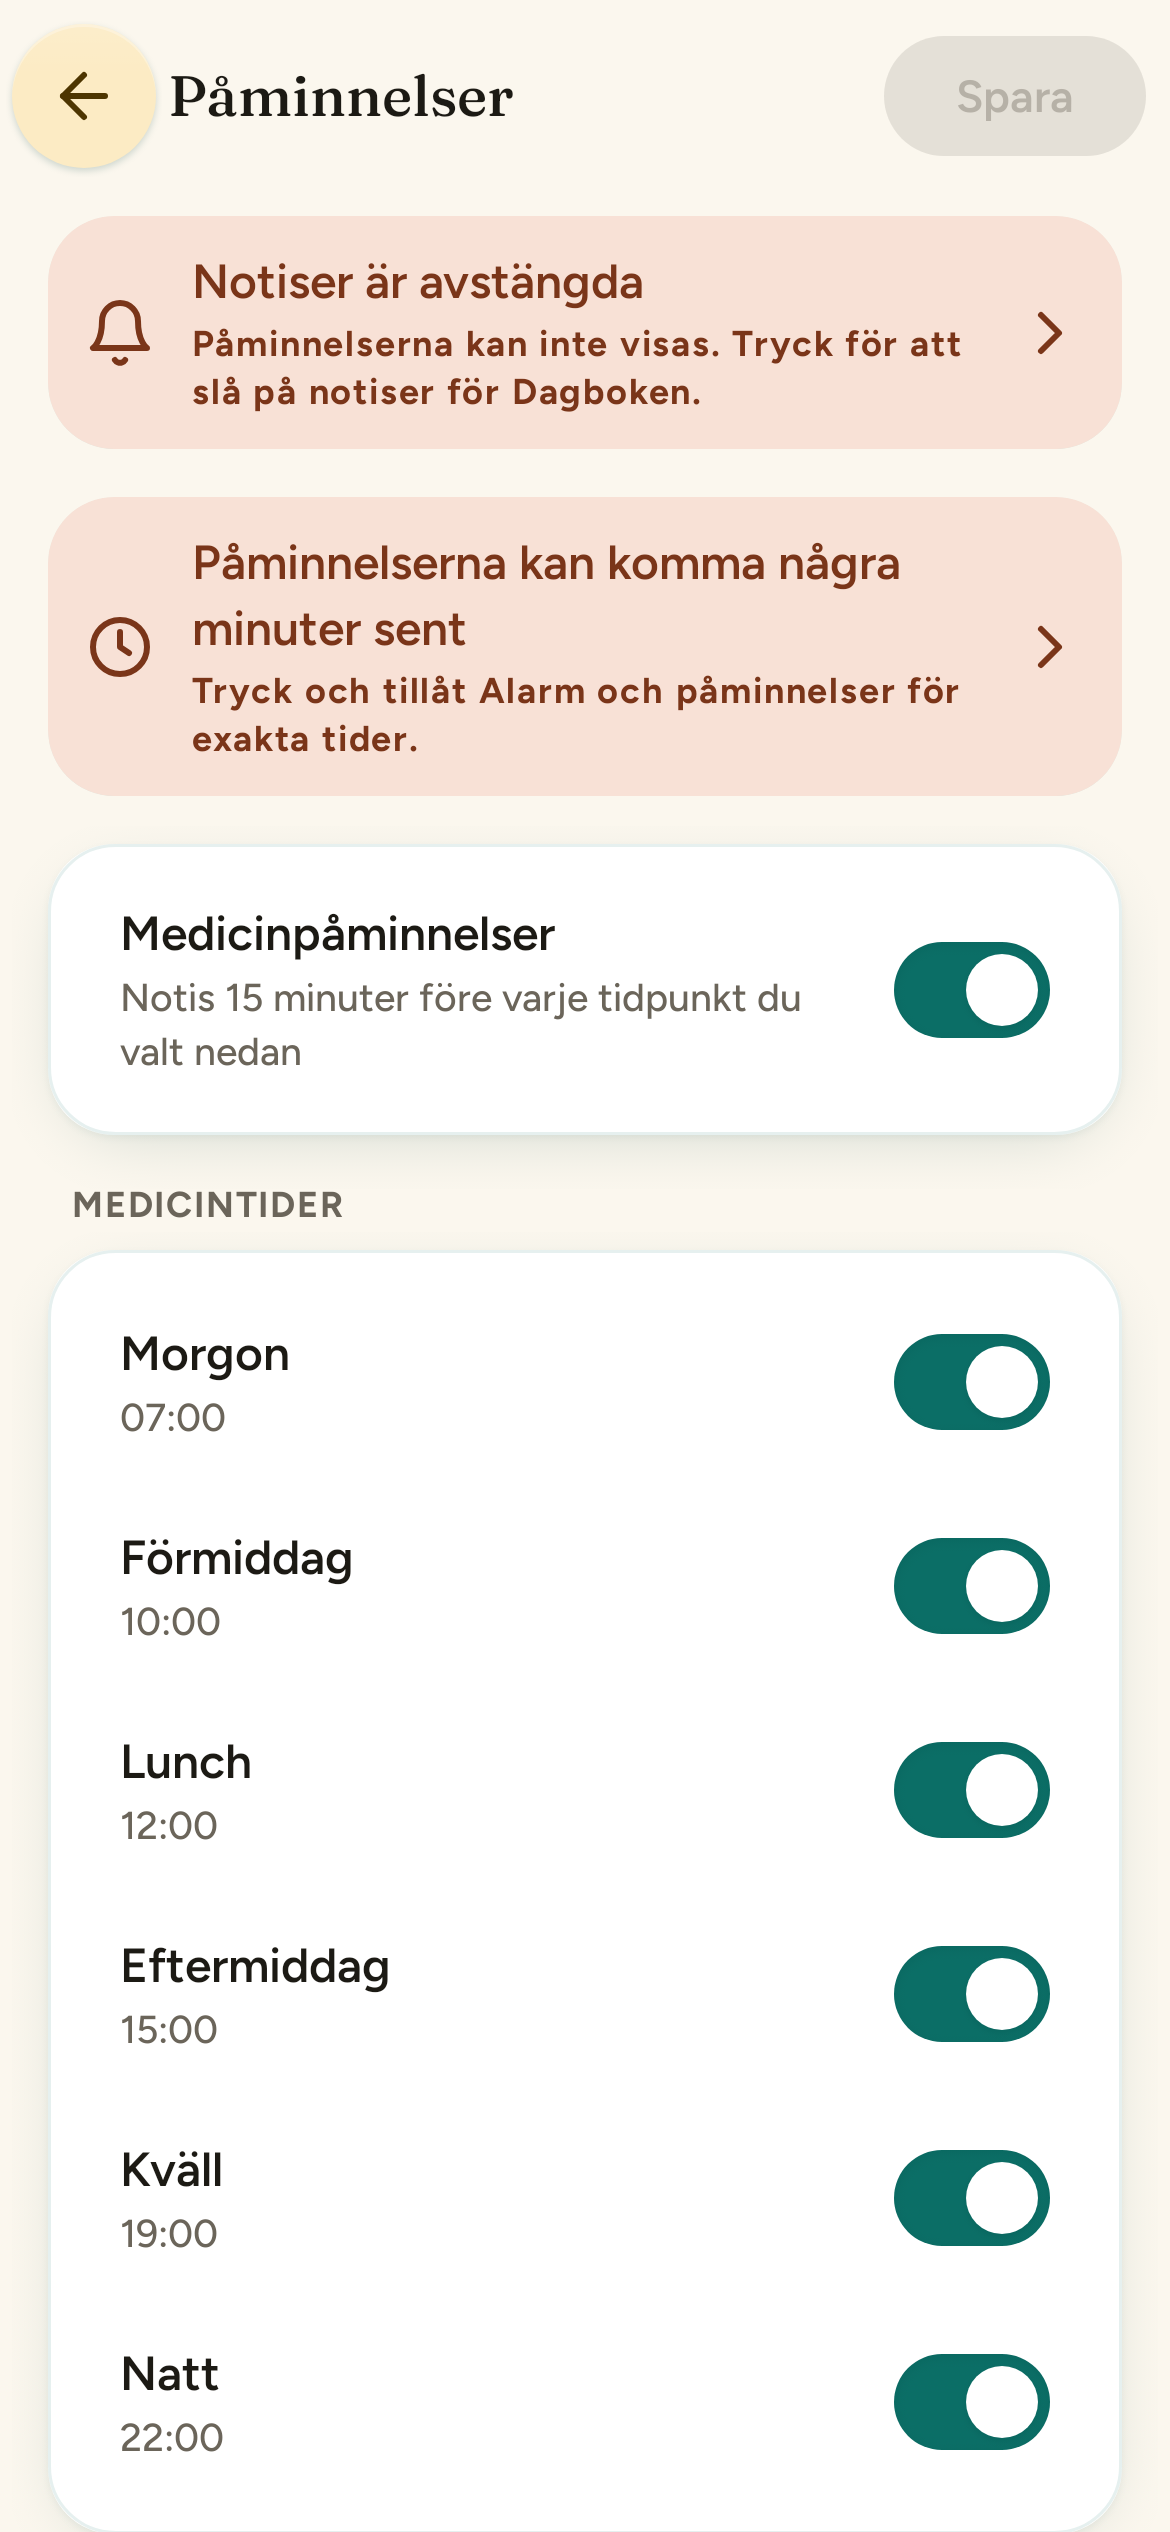 Påminnelser
Spara
Notiser är avstängda
Påminnelserna kan inte visas. Tryck för att
slå på notiser för Dagboken.
Påminnelserna kan komma några
minuter sent
Tryck och tillåt Alarm och påminnelser för
exakta tider.
Medicinpåminnelser
Notis 15 minuter före varje tidpunkt du
valt nedan
MEDICINTIDER
Morgon
07:00
Förmiddag
10:00
Lunch
12:00
Eftermiddag
15:00
Kväll
19:00
Natt
22:00